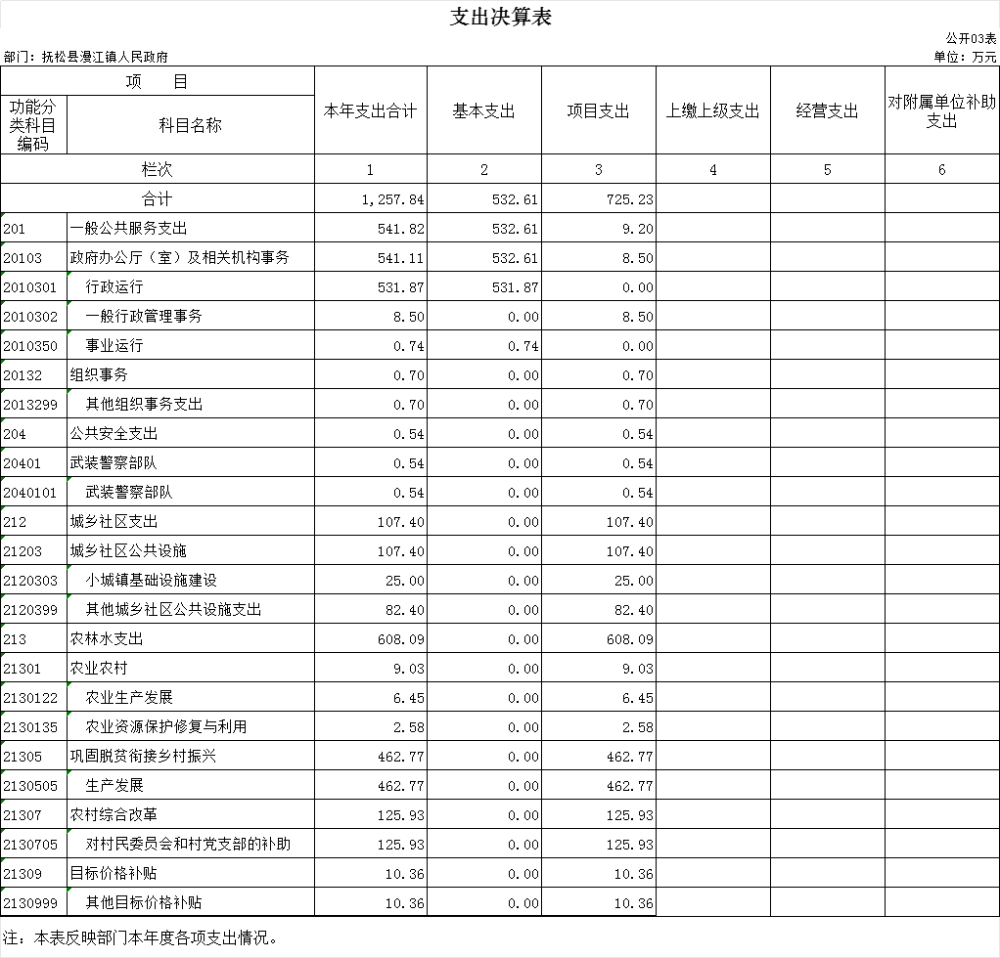 支出决算表
公开03表
部门：抚松县漫江镇人民政府 单位：万元
项 目 本年支出合计 基本支出 项目支出 上缴上级支出 经营支出 对附属单位补助支出
功能分类科目编码 科目名称
栏次 1 2 3 4 5 6
合计 1,257.84 532.61 725.23
201 一般公共服务支出 541.82 532.61 9.20
20103 政府办公厅（室）及相关机构事务 541.11 532.61 8.50
2010301 行政运行 531.87 531.87 0.00
2010302 一般行政管理事务 8.50 0.00 8.50
2010350 事业运行 0.74 0.74 0.00
20132 组织事务 0.70 0.00 0.70
2013299 其他组织事务支出 0.70 0.00 0.70
204 公共安全支出 0.54 0.00 0.54
20401 武装警察部队 0.54 0.00 0.54
2040101 武装警察部队 0.54 0.00 0.54
212 城乡社区支出 107.40 0.00 107.40
21203 城乡社区公共设施 107.40 0.00 107.40
2120303 小城镇基础设施建设 25.00 0.00 25.00
2120399 其他城乡社区公共设施支出 82.40 0.00 82.40
213 农林水支出 608.09 0.00 608.09
21301 农业农村 9.03 0.00 9.03
2130122 农业生产发展 6.45 0.00 6.45
2130135 农业资源保护修复与利用 2.58 0.00 2.58
21305 巩固脱贫衔接乡村振兴 462.77 0.00 462.77
2130505 生产发展 462.77 0.00 462.77
21307 农村综合改革 125.93 0.00 125.93
2130705 对村民委员会和村党支部的补助 125.93 0.00 125.93
21309 目标价格补贴 10.36 0.00 10.36
2130999 其他目标价格补贴 10.36 0.00 10.36
注：本表反映部门本年度各项支出情况。